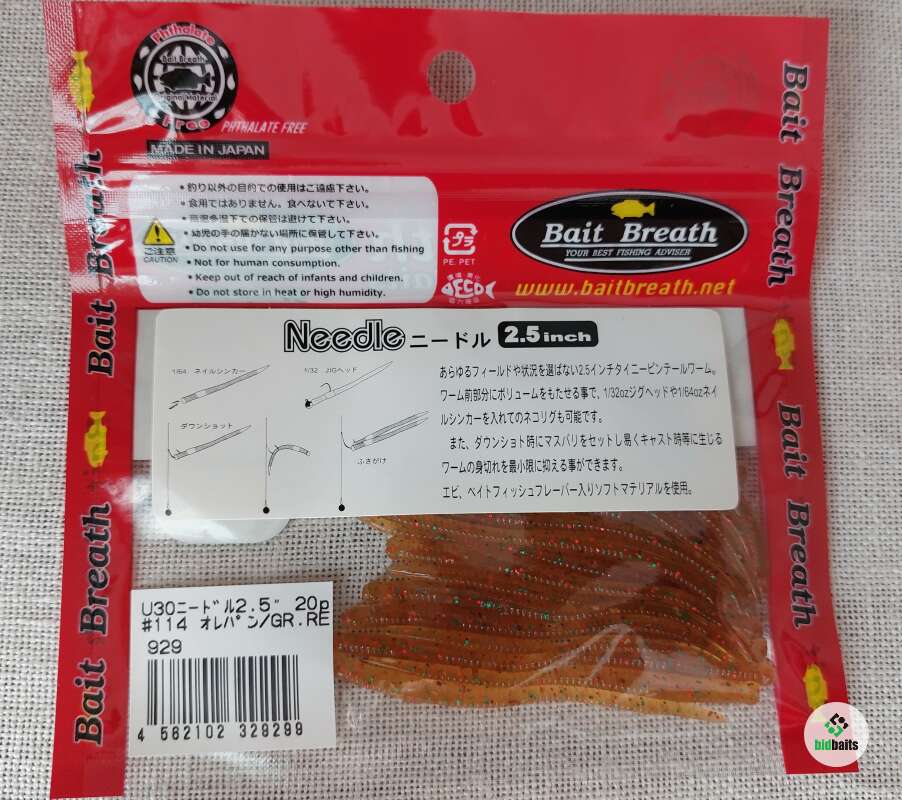 Phthalate
Bait Breath
Original Material
Free
PHTHALATE FREE
MADE IN JAPAN
ご注意
CAUTION
• 釣り以外の目的での使用はご遠慮下さい。
• 食用ではありません。食べないて下さい。
• 高温多湿下での保管は避けて下さい。
• 幼児の手の届かない場所に保管して下さい。
• Do not use for any purpose other than fishing
• Not for human consumption.
• Keep out of reach of infants and children.
• Do not store in heat or high humidity.
プラ
PE. PET
ECO
Bait Breath
YOUR BEST FISHING ADVISER
www.baitbreath.net
Needle ニードル 2.5inch
1/64 ネイルシンカー
1/32 JIGヘッド
ダウンショット
ふさがけ
あらゆるフィールドや状況を選ばない2.5インチタイニーピンテールワーム。
ワーム前部分にボリュームをもたせる事で、1/32ozジグヘッドや1/64ozネイ
ルシンカーを入れてのネコリグも可能です。
また、ダウンショト時にマスバリをセットし易くキャスト時等に生じる
ワームの身切れを最小限に抑える事ができます。
エビ、ベイトフィッシュフレーバー入りソフトマテリアルを使用。
U30ニードル2.5" 20p
#114 オレパン/GR.RE
929
4 562102 329299
Bait Breath
Bait Breath
Bait Breath
Bait Breath
bidbaits